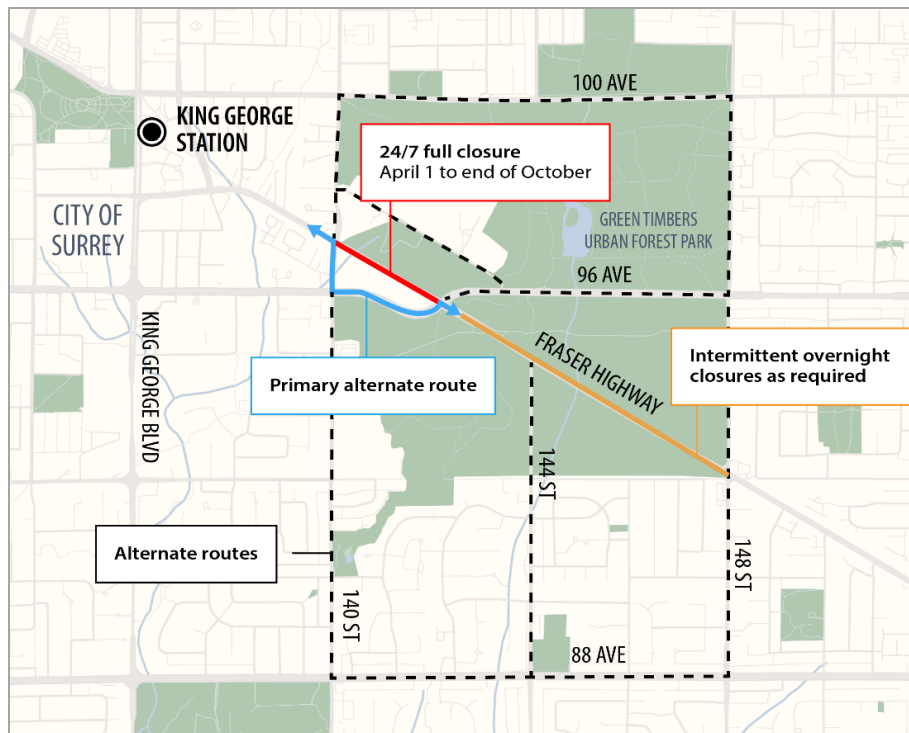 100 AVE
KING GEORGE
STATION
24/7 full closure
April 1 to end of October
CITY OF
SURREY
GREEN TIMBERS
URBAN FOREST PARK
96 AVE
KING GEORGE BLVD
FRASER HIGHWAY
Intermittent overnight
closures as required
Primary alternate route
144 ST
Alternate routes
148 ST
140 ST
88 AVE